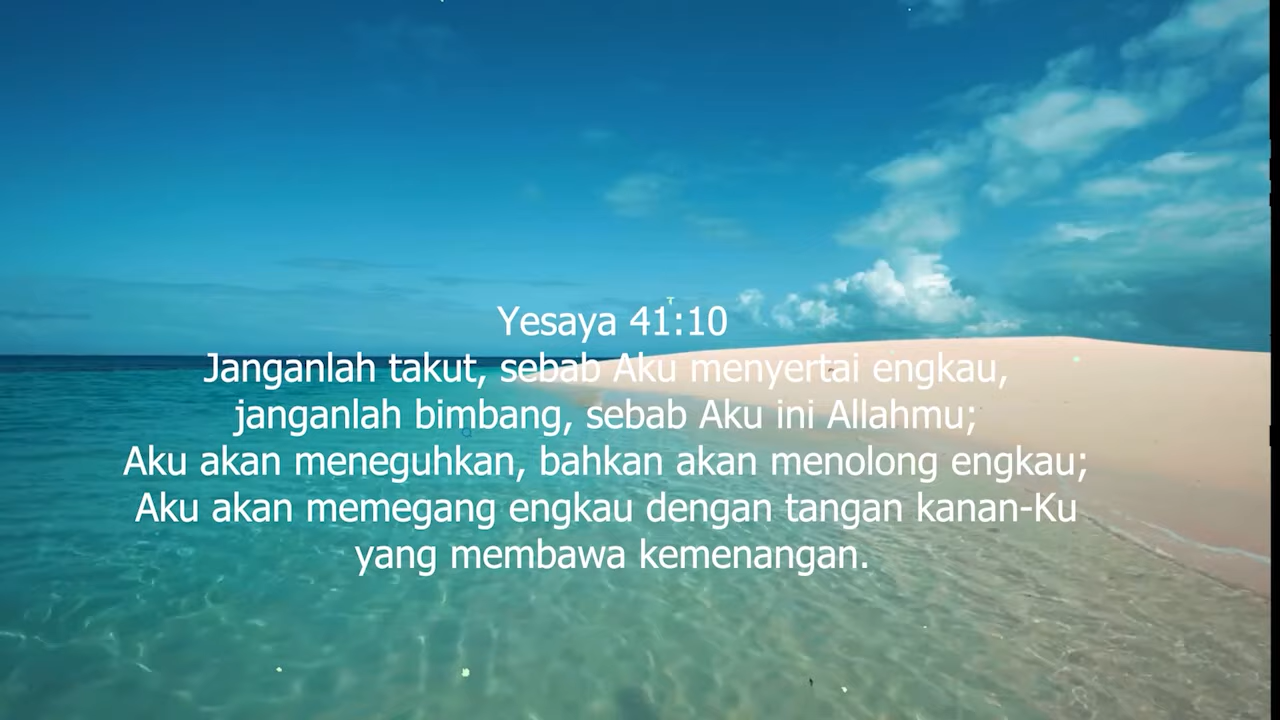 Yesaya 41:10
Janganlah takut, sebab Aku menyertai engkau,
janganlah bimbang, sebab Aku ini Allahmu;
Aku akan meneguhkan, bahkan akan menolong engkau;
Aku akan memegang engkau dengan tangan kanan-Ku
yang membawa kemenangan.